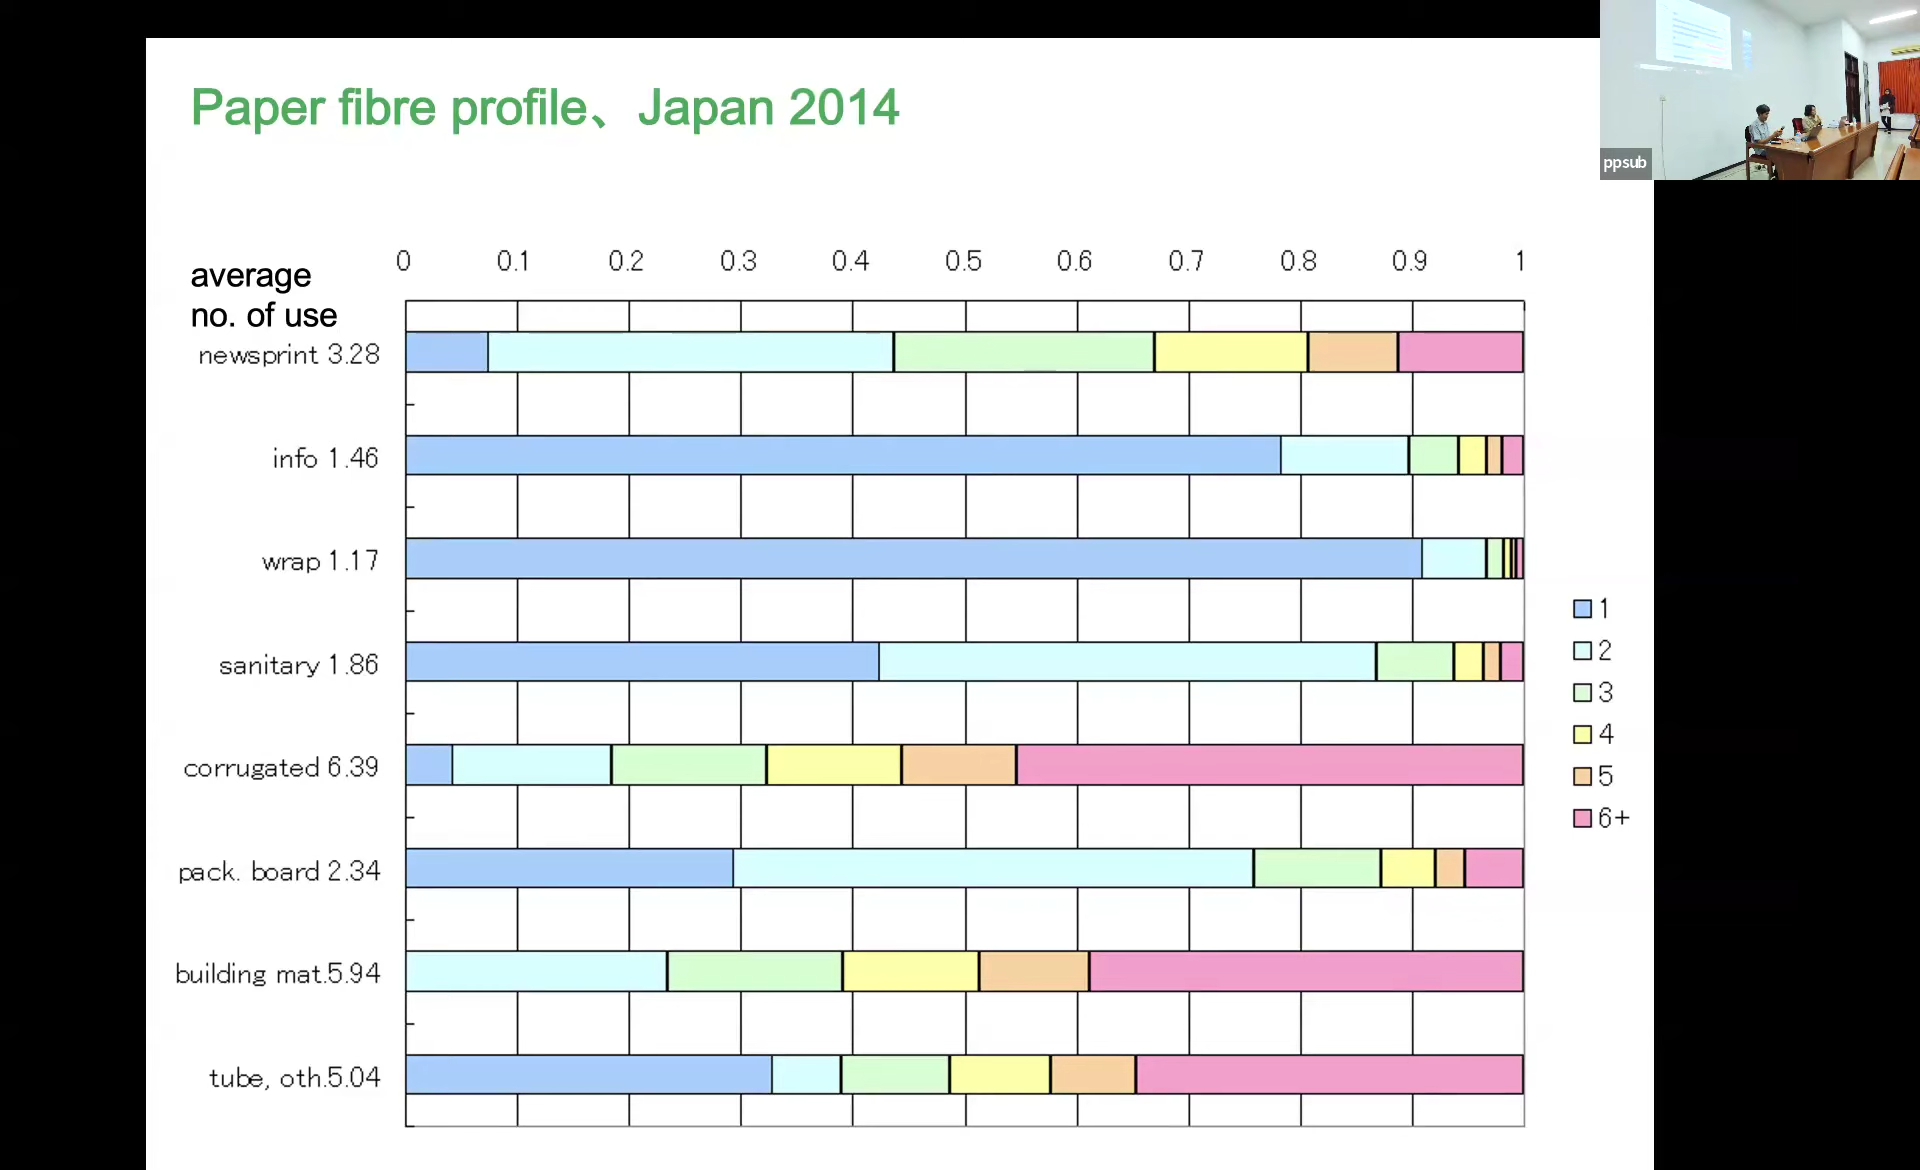 Paper fibre profile、Japan 2014
ppsub
average
no. of use
0 0.1 0.2 0.3 0.4 0.5 0.6 0.7 0.8 0.9 1
newsprint 3.28
info 1.46
wrap 1.17
sanitary 1.86
corrugated 6.39
pack. board 2.34
building mat.5.94
tube, oth.5.04
1
2
3
4
5
6+